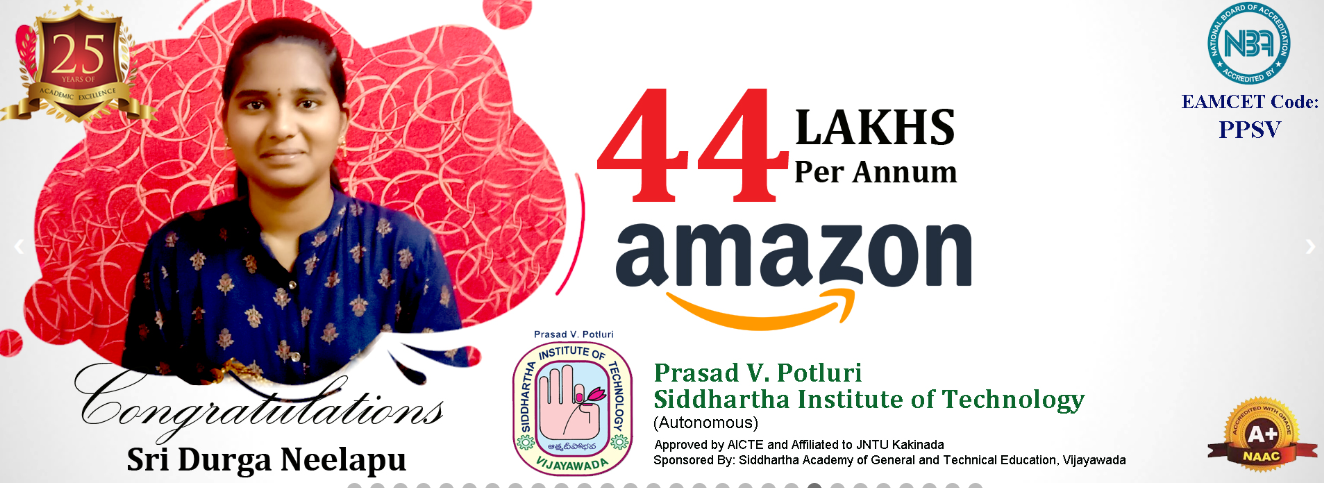 25
YEARS OF
ACADEMIC EXCELLENCE
NATIONAL BOARD OF ACCREDITATION
NBA
ACCREDITED BY
EAMCET Code:
PPSV
44 LAKHS
Per Annum
amazon
Congratulations
Sri Durga Neelapu
Prasad V. Potluri
SIDDHARTHA INSTITUTE OF TECHNOLOGY
VIJAYAWADA
Prasad V. Potluri
Siddhartha Institute of Technology
(Autonomous)
Approved by AICTE and Affiliated to JNTU Kakinada
Sponsored By: Siddhartha Academy of General and Technical Education, Vijayawada
ACCREDITED WITH GRADE
A+
NAAC